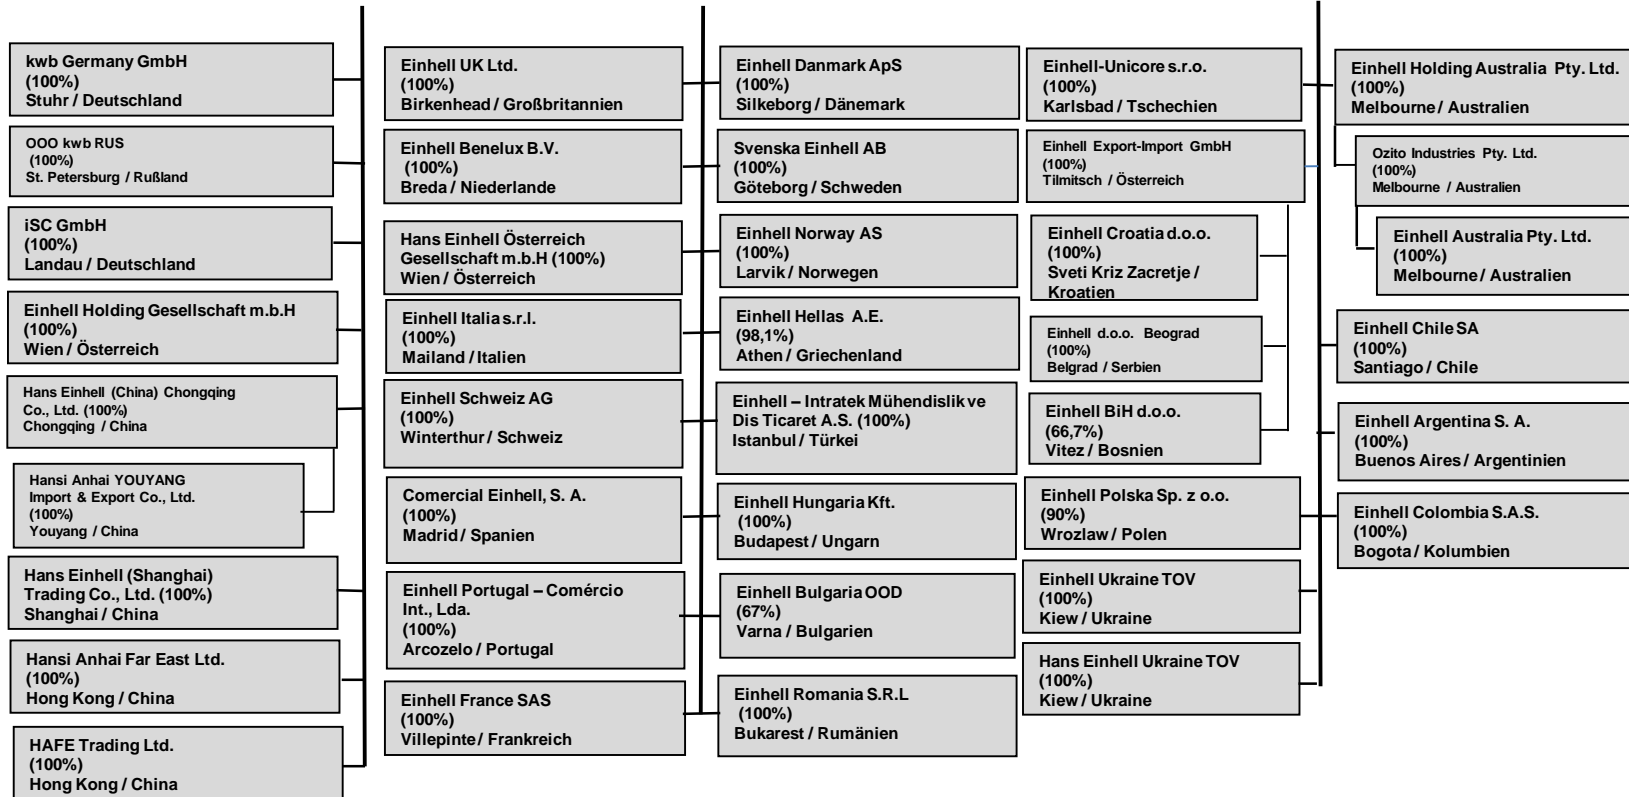 kwb Germany GmbH
(100%)
Stuhr / Deutschland
OOO kwb RUS
(100%)
St. Petersburg / Rußland
iSC GmbH
(100%)
Landau / Deutschland
Einhell Holding Gesellschaft m.b.H
(100%)
Wien / Österreich
Hans Einhell (China) Chongqing
Co., Ltd. (100%)
Chongqing / China
Hansi Anhai YOUYANG
Import & Export Co., Ltd.
(100%)
Youyang / China
Hans Einhell (Shanghai)
Trading Co., Ltd. (100%)
Shanghai / China
Hansi Anhai Far East Ltd.
(100%)
Hong Kong / China
HAFE Trading Ltd.
(100%)
Hong Kong / China
Einhell UK Ltd.
(100%)
Birkenhead / Großbritannien
Einhell Benelux B.V.
(100%)
Breda / Niederlande
Hans Einhell Österreich
Gesellschaft m.b.H (100%)
Wien / Österreich
Einhell Italia s.r.l.
(100%)
Mailand / Italien
Einhell Schweiz AG
(100%)
Winterthur / Schweiz
Comercial Einhell, S. A.
(100%)
Madrid / Spanien
Einhell Portugal – Comércio
Int., Lda.
(100%)
Arcozelo / Portugal
Einhell France SAS
(100%)
Villepinte / Frankreich
Einhell Danmark ApS
(100%)
Silkeborg / Dänemark
Svenska Einhell AB
(100%)
Göteborg / Schweden
Einhell Norway AS
(100%)
Larvik / Norwegen
Einhell Hellas A.E.
(98,1%)
Athen / Griechenland
Einhell – Intratek Mühendislik ve
Dis Ticaret A.S. (100%)
Istanbul / Türkei
Einhell Hungaria Kft.
(100%)
Budapest / Ungarn
Einhell Bulgaria OOD
(67%)
Varna / Bulgarien
Einhell Romania S.R.L
(100%)
Bukarest / Rumänien
Einhell-Unicore s.r.o.
(100%)
Karlsbad / Tschechien
Einhell Export-Import GmbH
(100%)
Tilmitsch / Österreich
Einhell Croatia d.o.o.
(100%)
Sveti Kriz Zacretje /
Kroatien
Einhell d.o.o. Beograd
(100%)
Belgrad / Serbien
Einhell BiH d.o.o.
(66,7%)
Vitez / Bosnien
Einhell Polska Sp. z o.o.
(90%)
Wrozlaw / Polen
Einhell Ukraine TOV
(100%)
Kiew / Ukraine
Hans Einhell Ukraine TOV
(100%)
Kiew / Ukraine
Einhell Holding Australia Pty. Ltd.
(100%)
Melbourne / Australien
Ozito Industries Pty. Ltd.
(100%)
Melbourne / Australien
Einhell Australia Pty. Ltd.
(100%)
Melbourne / Australien
Einhell Chile SA
(100%)
Santiago / Chile
Einhell Argentina S. A.
(100%)
Buenos Aires / Argentinien
Einhell Colombia S.A.S.
(100%)
Bogota / Kolumbien